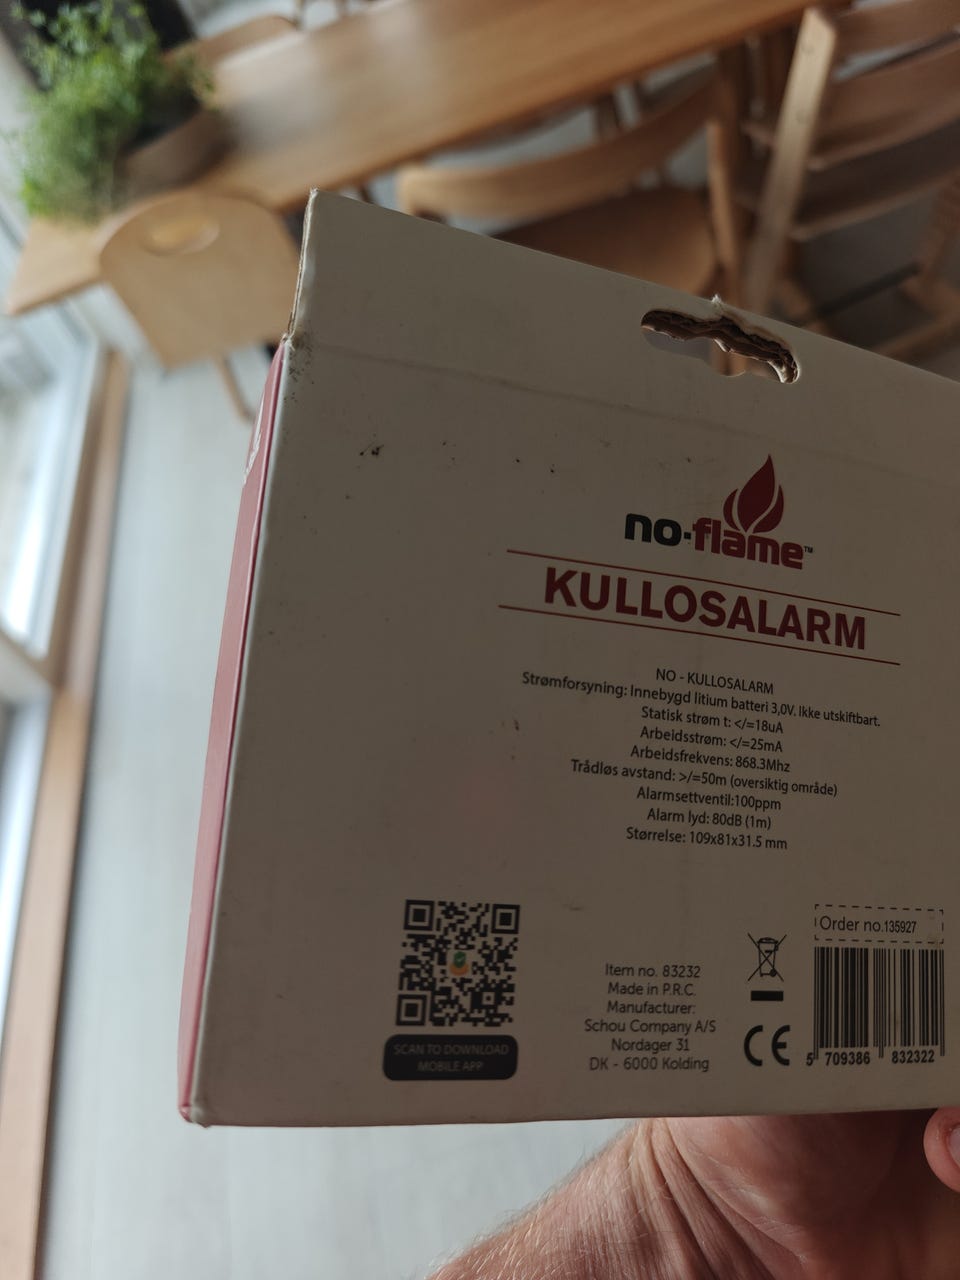 no-flame™
KULLOSALARM
NO - KULLOSALARM
Strømforsyning: Innebygd litium batteri 3,0V. Ikke utskiftbart.
Statisk strøm t: </=18uA
Arbeidsstrøm: </=25mA
Arbeidsfrekvens: 868.3Mhz
Trådløs avstand: >/=50m (oversiktig område)
Alarmsettventil:100ppm
Alarm lyd: 80dB (1m)
Størrelse: 109x81x31.5 mm
SCAN TO DOWNLOAD
MOBILE APP
Item no. 83232
Made in P.R.C.
Manufacturer:
Schou Company A/S
Nordager 31
DK - 6000 Kolding
CE
Order no.135927
5 709386 832322